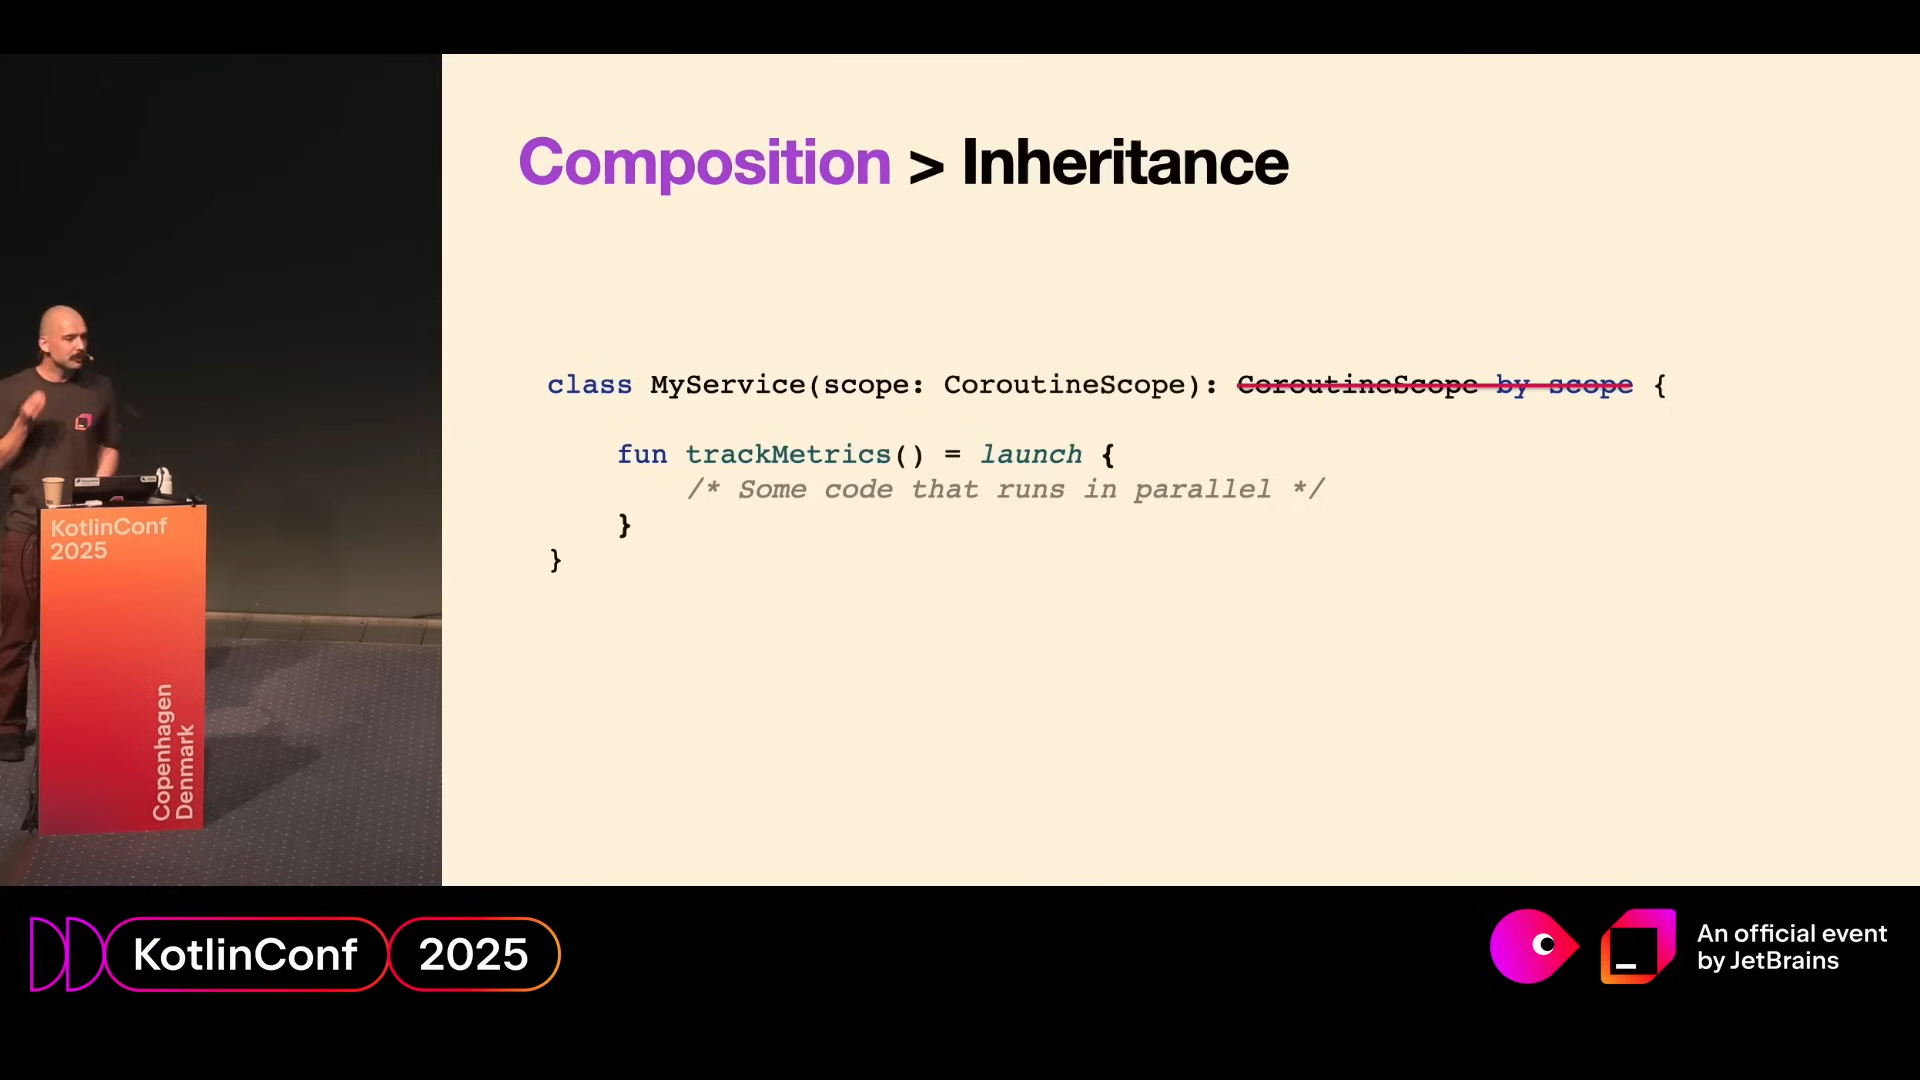 Composition > Inheritance
class MyService(scope: CoroutineScope): CoroutineScope by scope {
fun trackMetrics() = launch {
/* Some code that runs in parallel */
}
}
KotlinConf
2025
Copenhagen
Denmark
KotlinConf 2025
An official event
by JetBrains